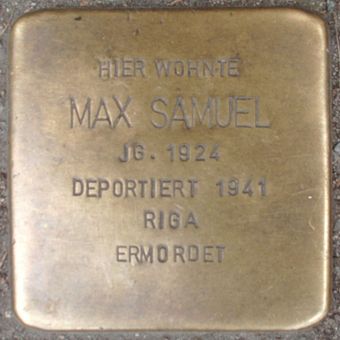 HIER WOHNTE
MAX SAMUEL
JG. 1924
DEPORTIERT 1941
RIGA
ERMORDET